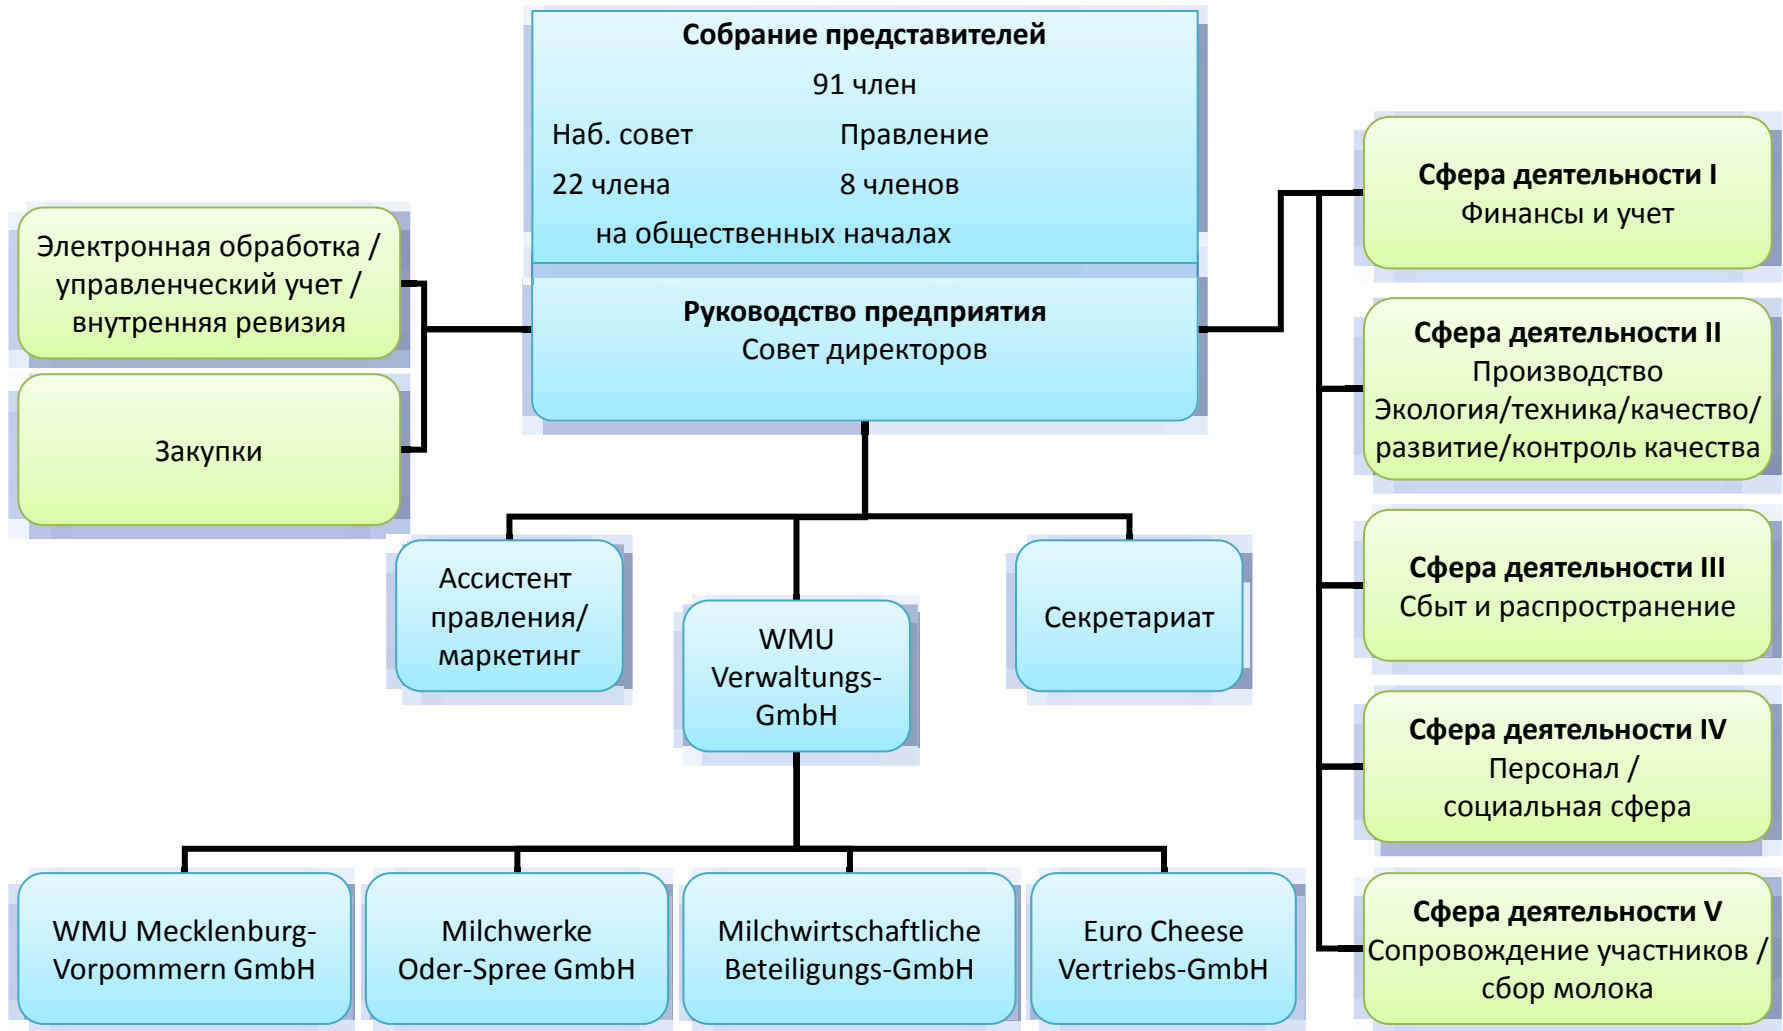 Собрание представителей
91 член
Наб. совет Правление
22 члена 8 членов
на общественных началах
Руководство предприятия
Совет директоров
Электронная обработка /
управленческий учет /
внутренняя ревизия
Закупки
Ассистент
правления/
маркетинг
WMU
Verwaltungs-
GmbH
Секретариат
WMU Mecklenburg-
Vorpommern GmbH
Milchwerke
Oder-Spree GmbH
Milchwirtschaftliche
Beteiligungs-GmbH
Euro Cheese
Vertriebs-GmbH
Сфера деятельности I
Финансы и учет
Сфера деятельности II
Производство
Экология/техника/качество/
развитие/контроль качества
Сфера деятельности III
Сбыт и распространение
Сфера деятельности IV
Персонал /
социальная сфера
Сфера деятельности V
Сопровождение участников /
сбор молока